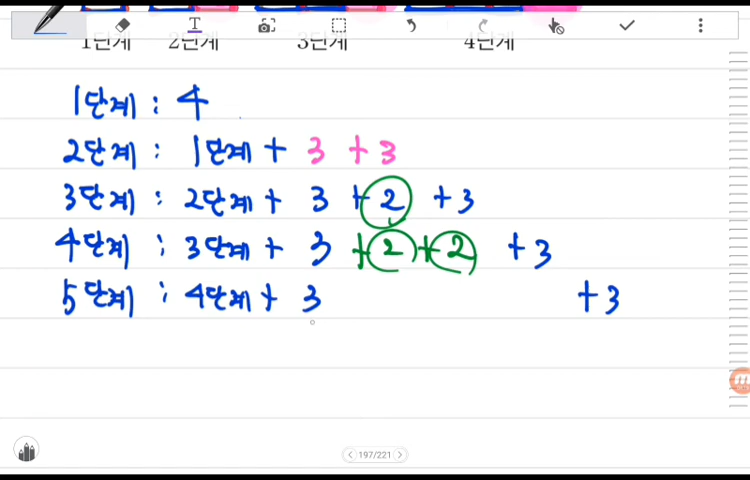 1단계 2단계 3단계 4단계
1단계 : 4
2단계 : 1단계 + 3 + 3
3단계 : 2단계 + 3 + 2 + 3
4단계 : 3단계 + 3 + 2 + 2 + 3
5단계 : 4단계 + 3 + 3
197/221